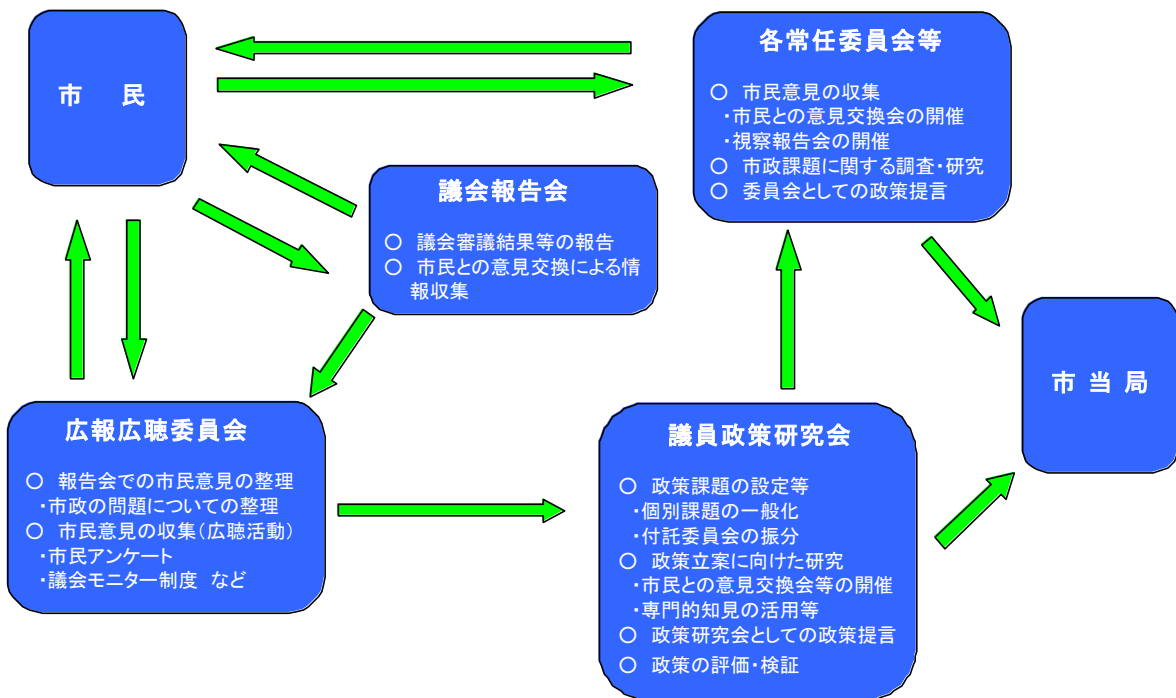 市 民
各常任委員会等
○ 市民意見の収集
・市民との意見交換会の開催
・視察報告会の開催
○ 市政課題に関する調査・研究
○ 委員会としての政策提言
議会報告会
○ 議会審議結果等の報告
○ 市民との意見交換による情
報収集
市 当 局
広報広聴委員会
○ 報告会での市民意見の整理
・市政の問題についての整理
○ 市民意見の収集(広聴活動)
・市民アンケート
・議会モニター制度 など
議員政策研究会
○ 政策課題の設定等
・個別課題の一般化
・付託委員会の振分
○ 政策立案に向けた研究
・市民との意見交換会等の開催
・専門的知見の活用等
○ 政策研究会としての政策提言
○ 政策の評価・検証